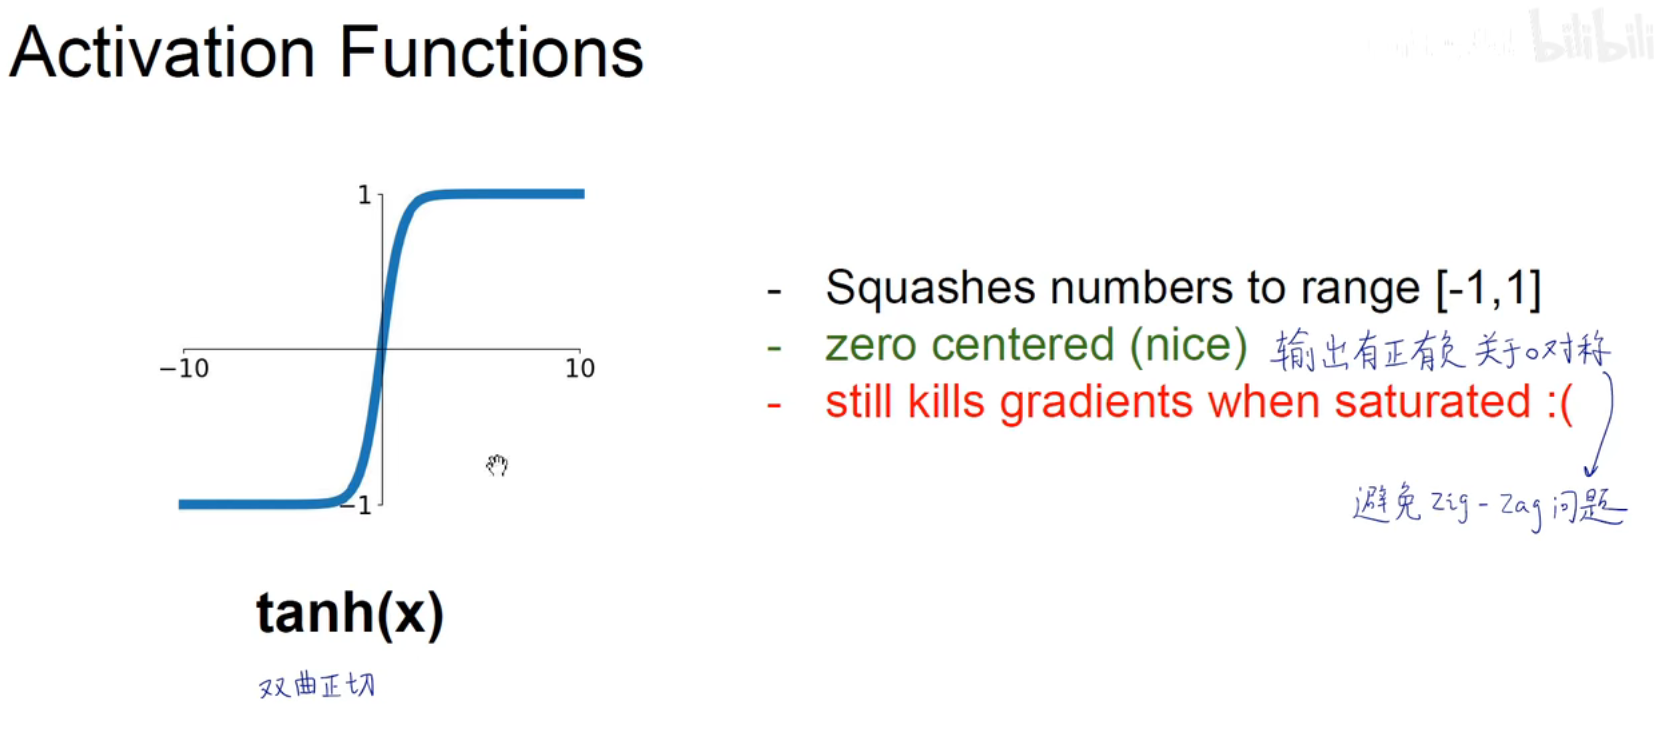 Activation Functions
bilibili
1
-10
10
-1
tanh(x)
双曲正切
- Squashes numbers to range [-1,1]
- zero centered (nice) 输出有正有负 关于0对称
- still kills gradients when saturated :(
避免 zig-zag 问题